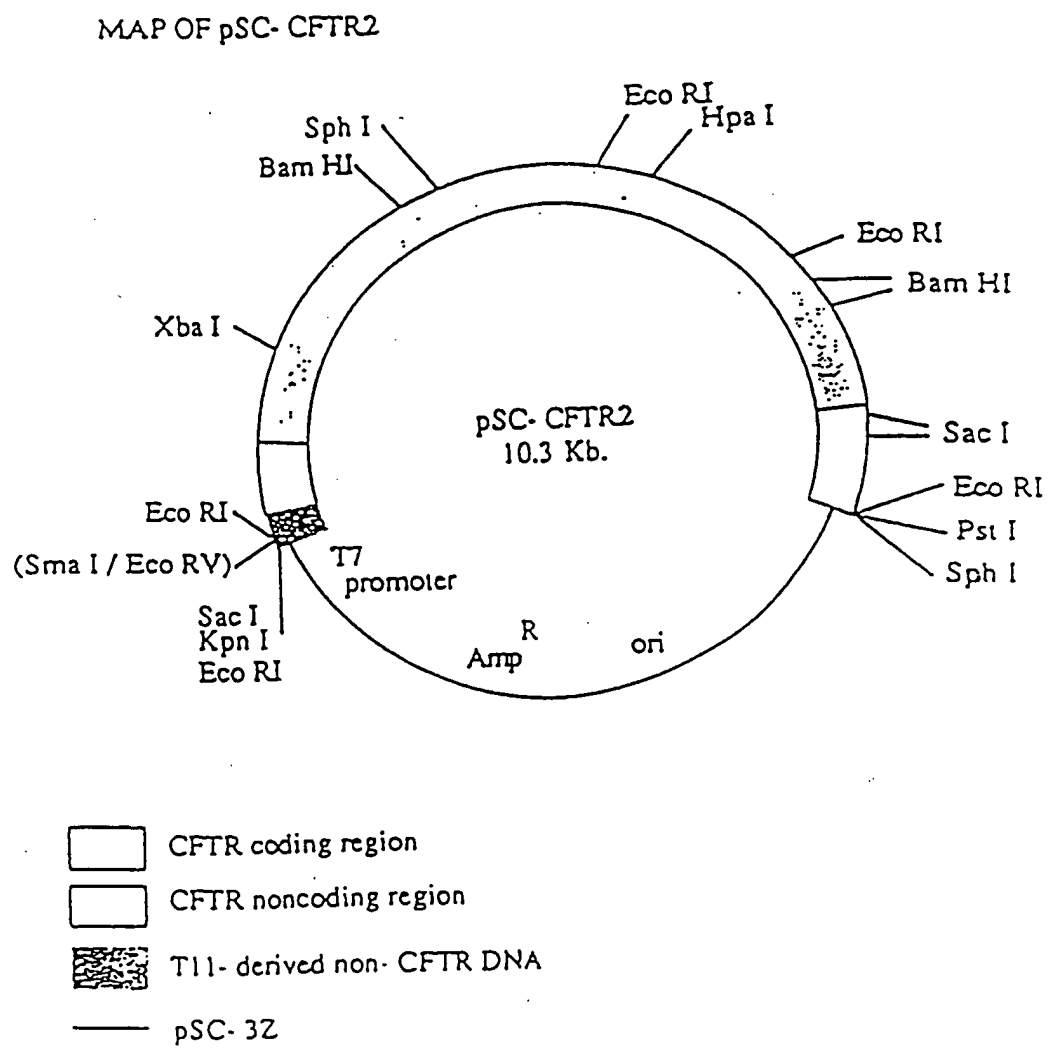 MAP OF pSC- CFTR2
Eco RI
Hpa I
Sph I
Bam HI
Eco RI
Bam HI
Xba I
pSC- CFTR2
10.3 Kb.
Sac I
Eco RI
Pst I
Sph I
Eco RI
(Sma I / Eco RV)
T7
promoter
Sac I
Kpn I
Eco RI
Amp R
ori
CFTR coding region
CFTR noncoding region
T11- derived non- CFTR DNA
pSC- 3Z